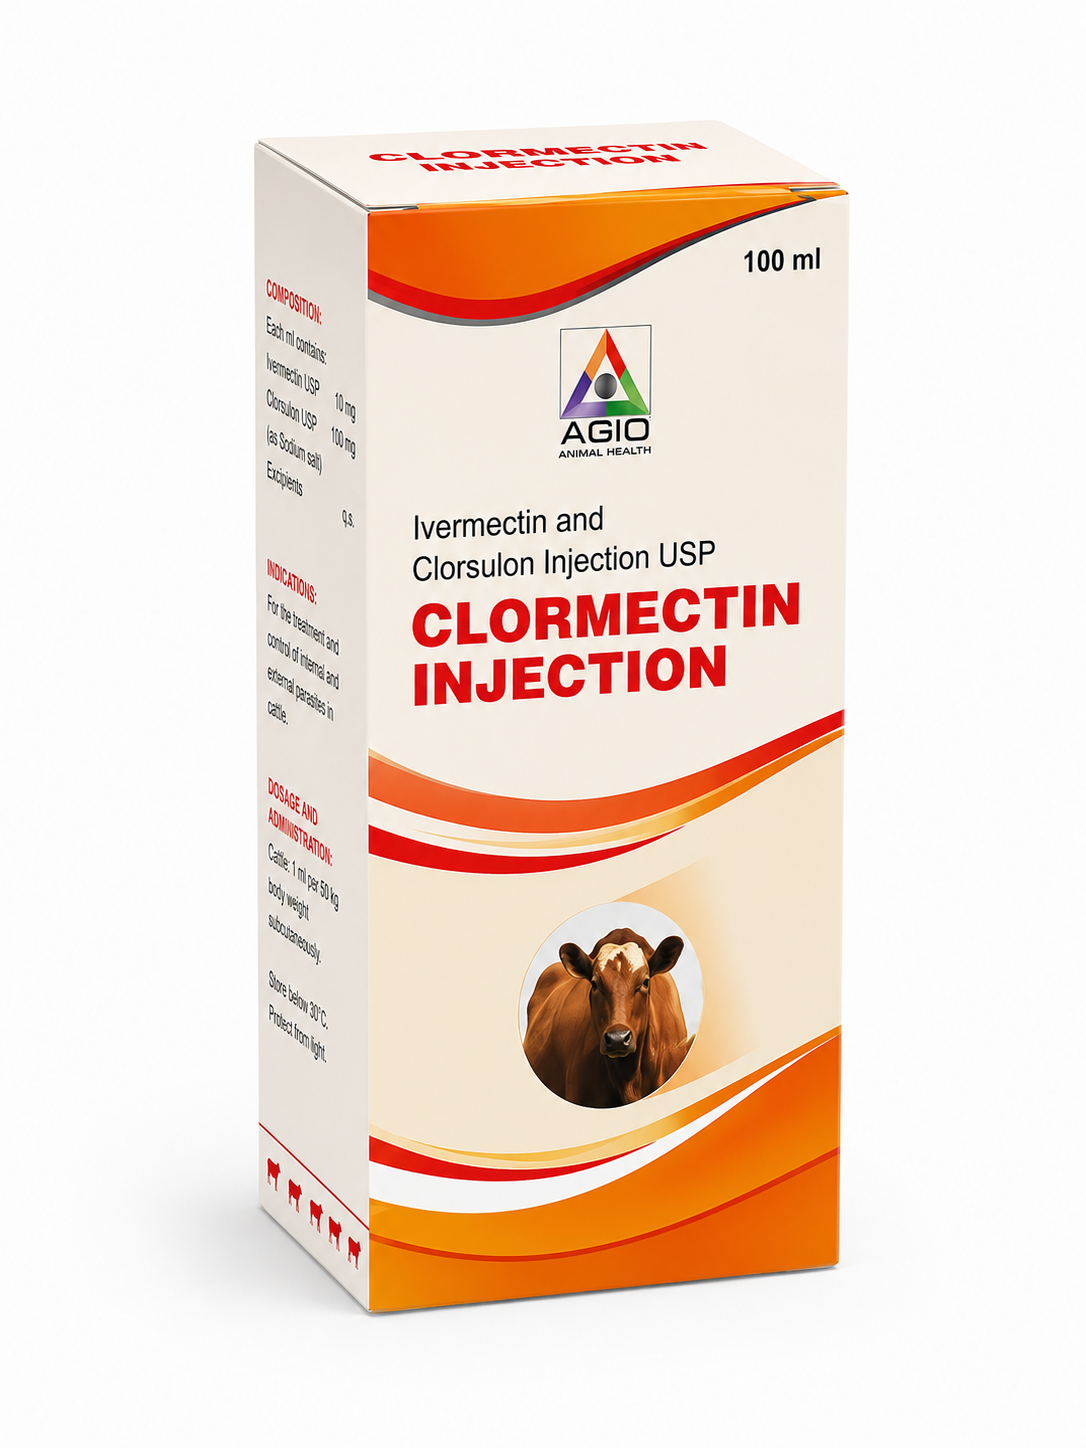 CLORMECTIN
INJECTION
100 ml
AGIO
ANIMAL HEALTH
Ivermectin and
Clorsulon Injection USP
CLORMECTIN
INJECTION
COMPOSITION:
Each ml contains:
Ivermectin USP 10 mg
Clorsulon USP 100 mg
(as Sodium salt)
Excipients q.s.
INDICATIONS:
For the treatment and
control of internal and
external parasites in
cattle.
DOSAGE AND
ADMINISTRATION:
Cattle: 1 ml per 50 kg
body weight
subcutaneously.
Store below 30°C.
Protect from light.